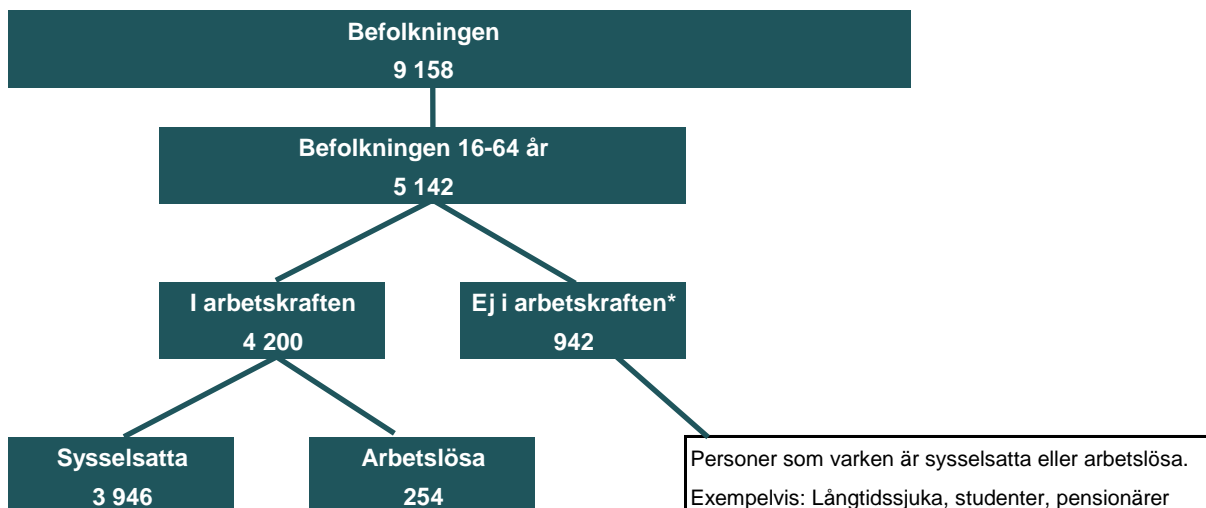 Befolkningen
9 158
Befolkningen 16-64 år
5 142
I arbetskraften
4 200
Ej i arbetskraften*
942
Sysselsatta
3 946
Arbetslösa
254
Personer som varken är sysselsatta eller arbetslösa.
Exempelvis: Långtidssjuka, studenter, pensionärer